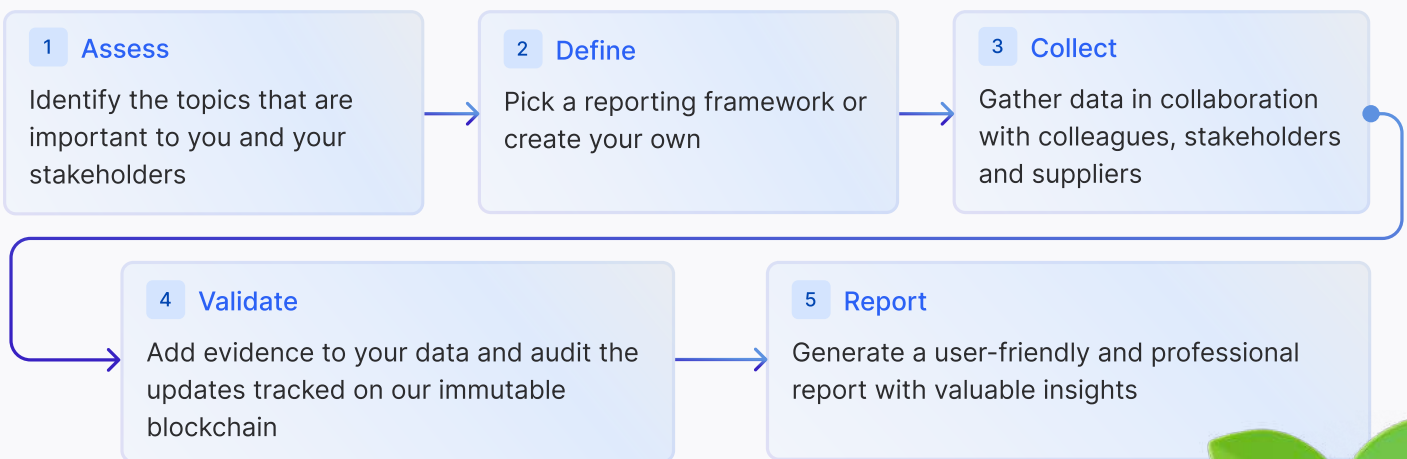 1 Assess
Identify the topics that are
important to you and your
stakeholders
2 Define
Pick a reporting framework or
create your own
3 Collect
Gather data in collaboration
with colleagues, stakeholders
and suppliers
4 Validate
Add evidence to your data and audit the
updates tracked on our immutable
blockchain
5 Report
Generate a user-friendly and professional
report with valuable insights